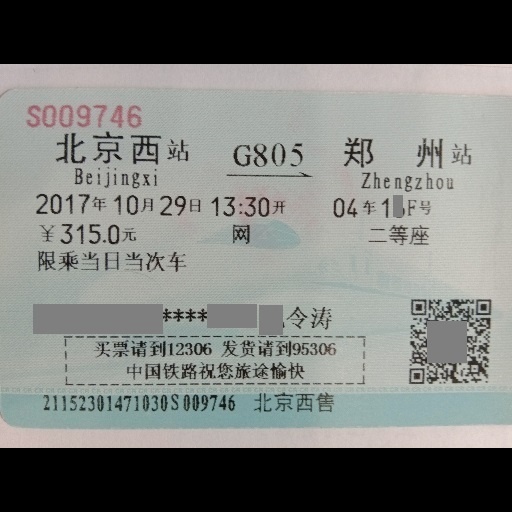 S009746
北京西站 G805 郑州站
Beijingxi Zhengzhou
2017年10月29日 13:30开 04车1 F号
¥315.0元 网 二等座
限乘当日当次车
**** 令涛
买票请到12306 发货请到95306
中国铁路祝您旅途愉快
21152301471030S009746 北京西售